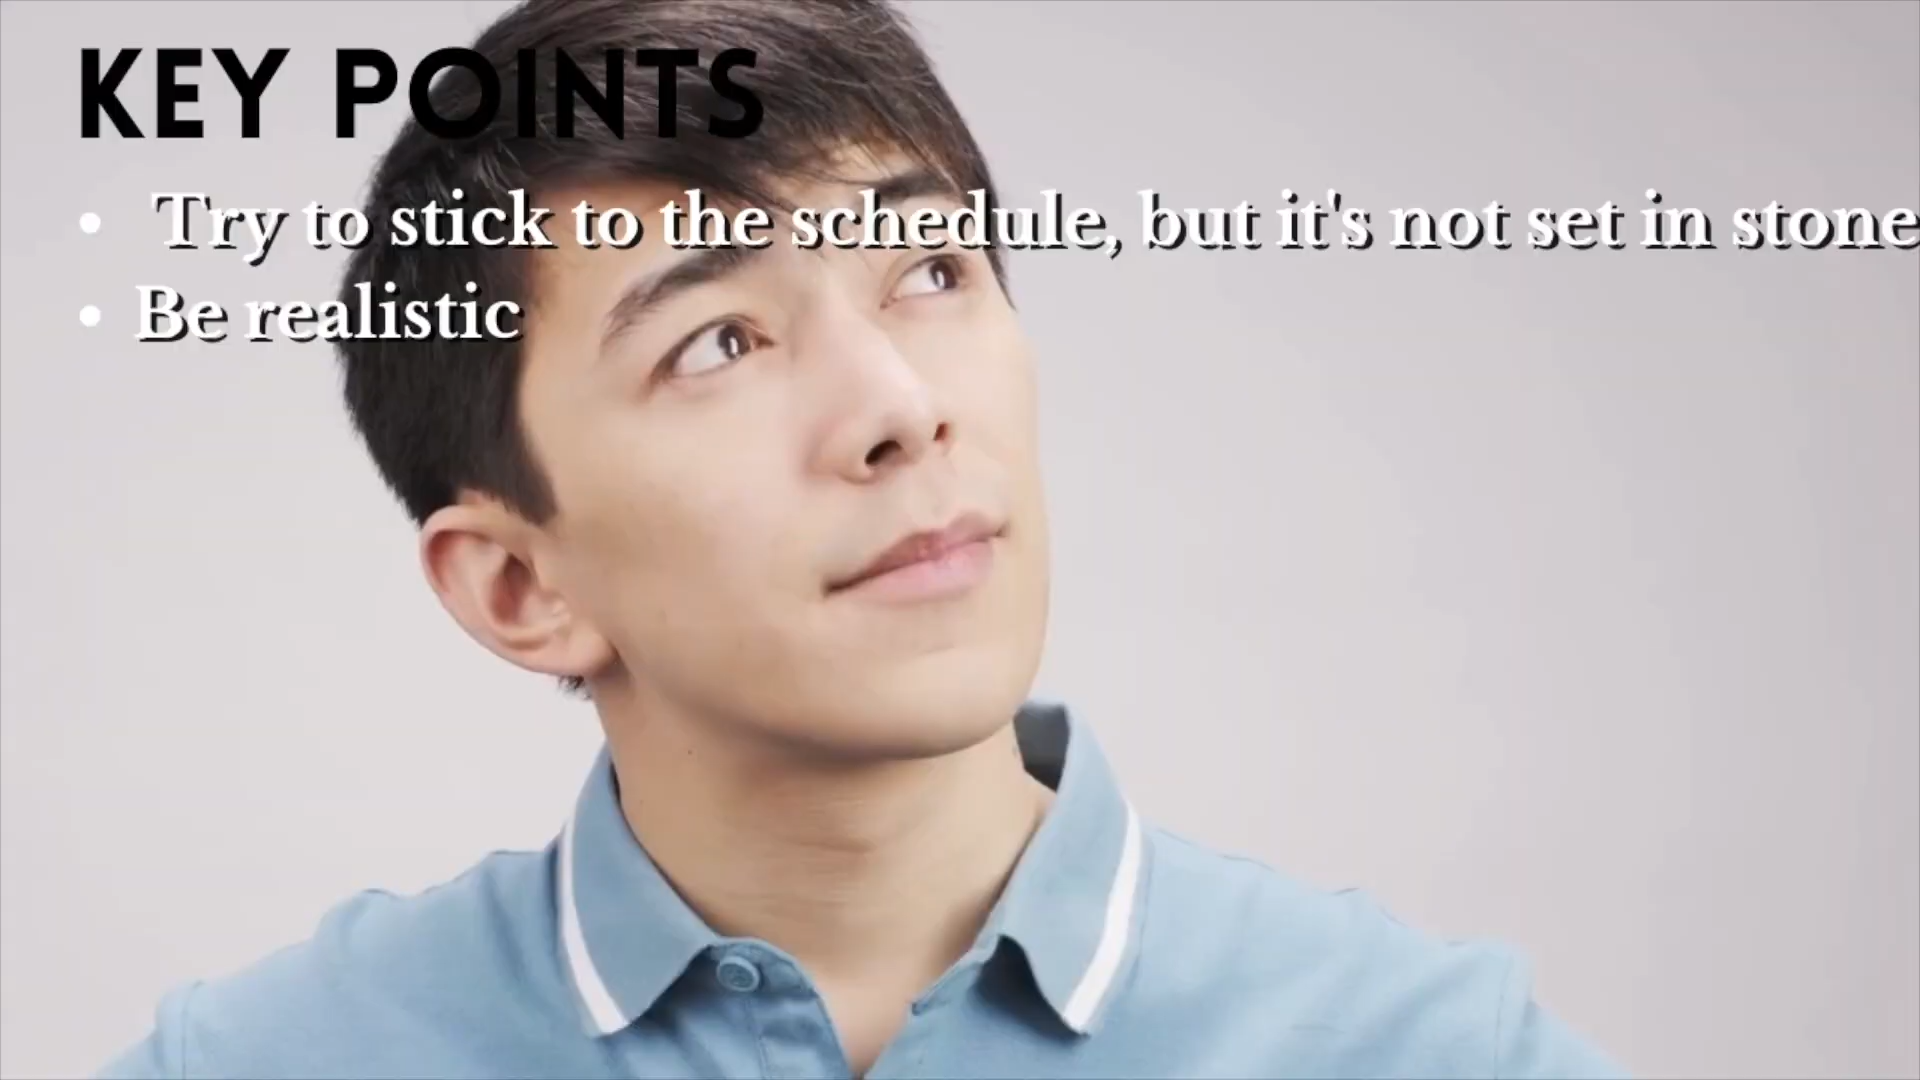 KEY POINTS
• Try to stick to the schedule, but it's not set in stone
• Be realistic